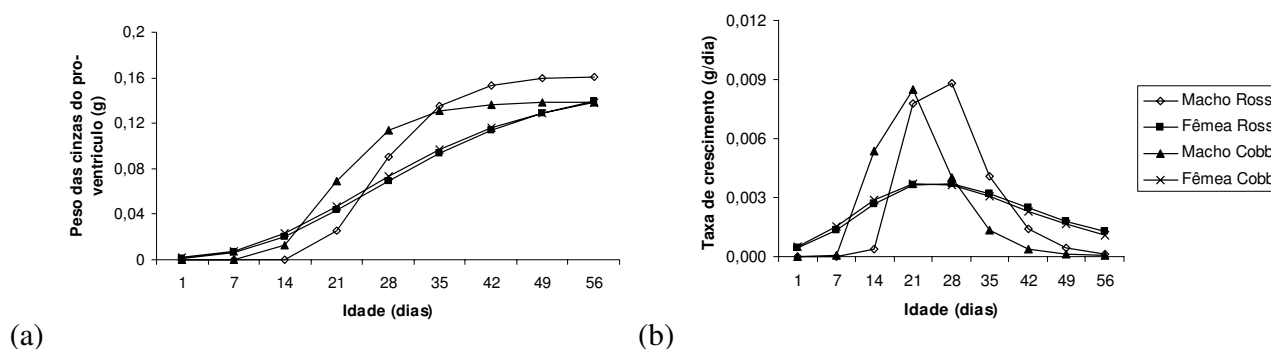 Peso das cinzas do pro-
ventriculo (g)
0,2
0,16
0,12
0,08
0,04
0
1 7 14 21 28 35 42 49 56
Idade (dias)
(a)
Taxa de crescimento (g/dia)
0,012
0,009
0,006
0,003
0,000
1 7 14 21 28 35 42 49 56
Idade (dias)
(b)
Macho Ross
Fêmea Ross
Macho Cobb
Fêmea Cobb